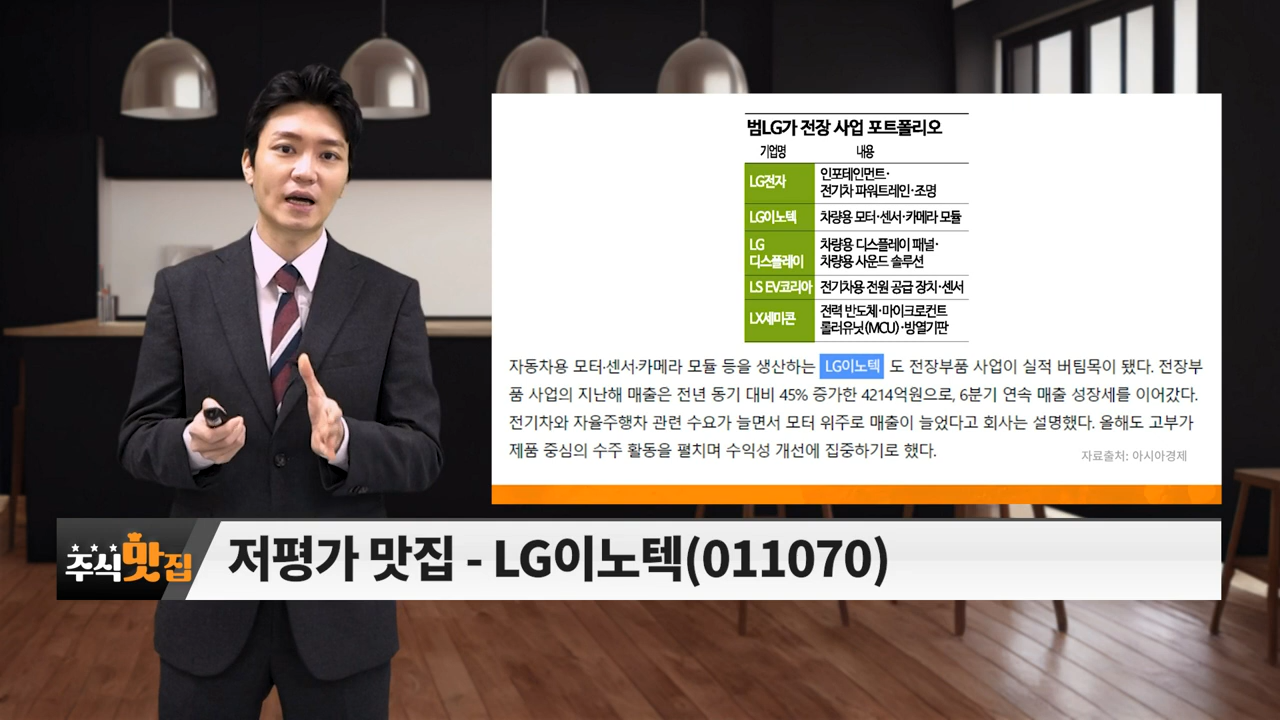 범LG가 전장 사업 포트폴리오
기업명 내용
LG전자 인포테인먼트·
전기차 파워트레인·조명
LG이노텍 차량용 모터·센서·카메라 모듈
LG
디스플레이 차량용 디스플레이 패널·
차량용 사운드 솔루션
LS EV코리아 전기차용 전원 공급 장치·센서
LX세미콘 전력 반도체·마이크로컨트
롤러유닛(MCU)·방열기판
자동차용 모터·센서·카메라 모듈 등을 생산하는 LG이노텍 도 전장부품 사업이 실적 버팀목이 됐다. 전장부
품 사업의 지난해 매출은 전년 동기 대비 45% 증가한 4214억원으로, 6분기 연속 매출 성장세를 이어갔다.
전기차와 자율주행차 관련 수요가 늘면서 모터 위주로 매출이 늘었다고 회사는 설명했다. 올해도 고부가
제품 중심의 수주 활동을 펼치며 수익성 개선에 집중하기로 했다.
자료출처: 아시아경제
주식맛집
저평가 맛집 - LG이노텍(011070)